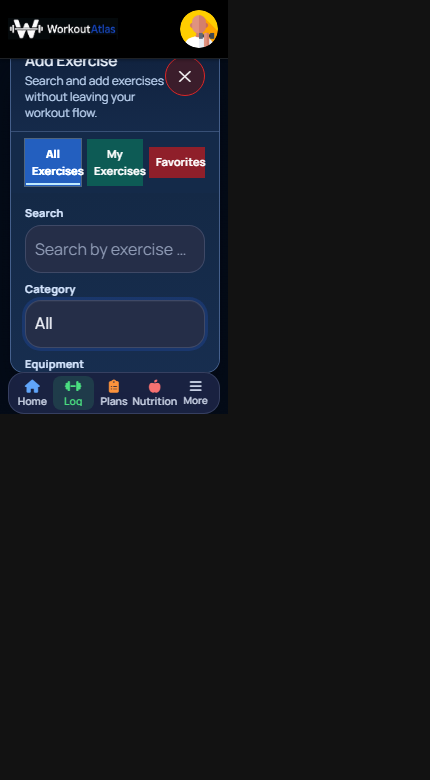 WorkoutAtlas
Add Exercise
Search and add exercises
without leaving your
workout flow.
All
Exercises
My
Exercises
Favorites
Search
Search by exercise ...
Category
All
Equipment
Home
Log
Plans
Nutrition
More